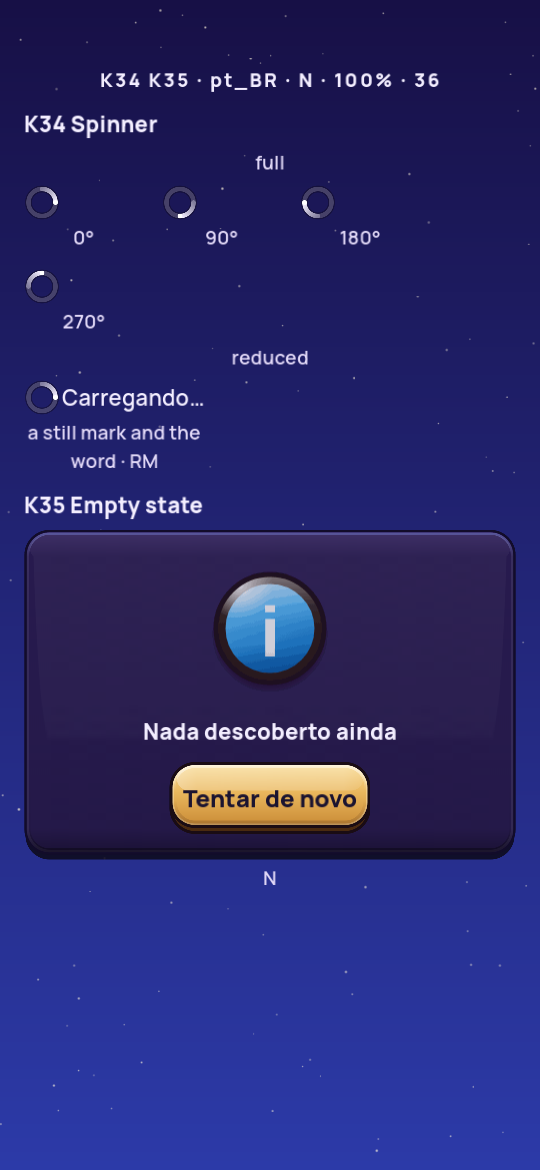 K34 K35 · pt_BR · N · 100% · 36
K34 Spinner
full
0° 90° 180°
270°
reduced
Carregando...
a still mark and the
word · RM
K35 Empty state
i
Nada descoberto ainda
Tentar de novo
N